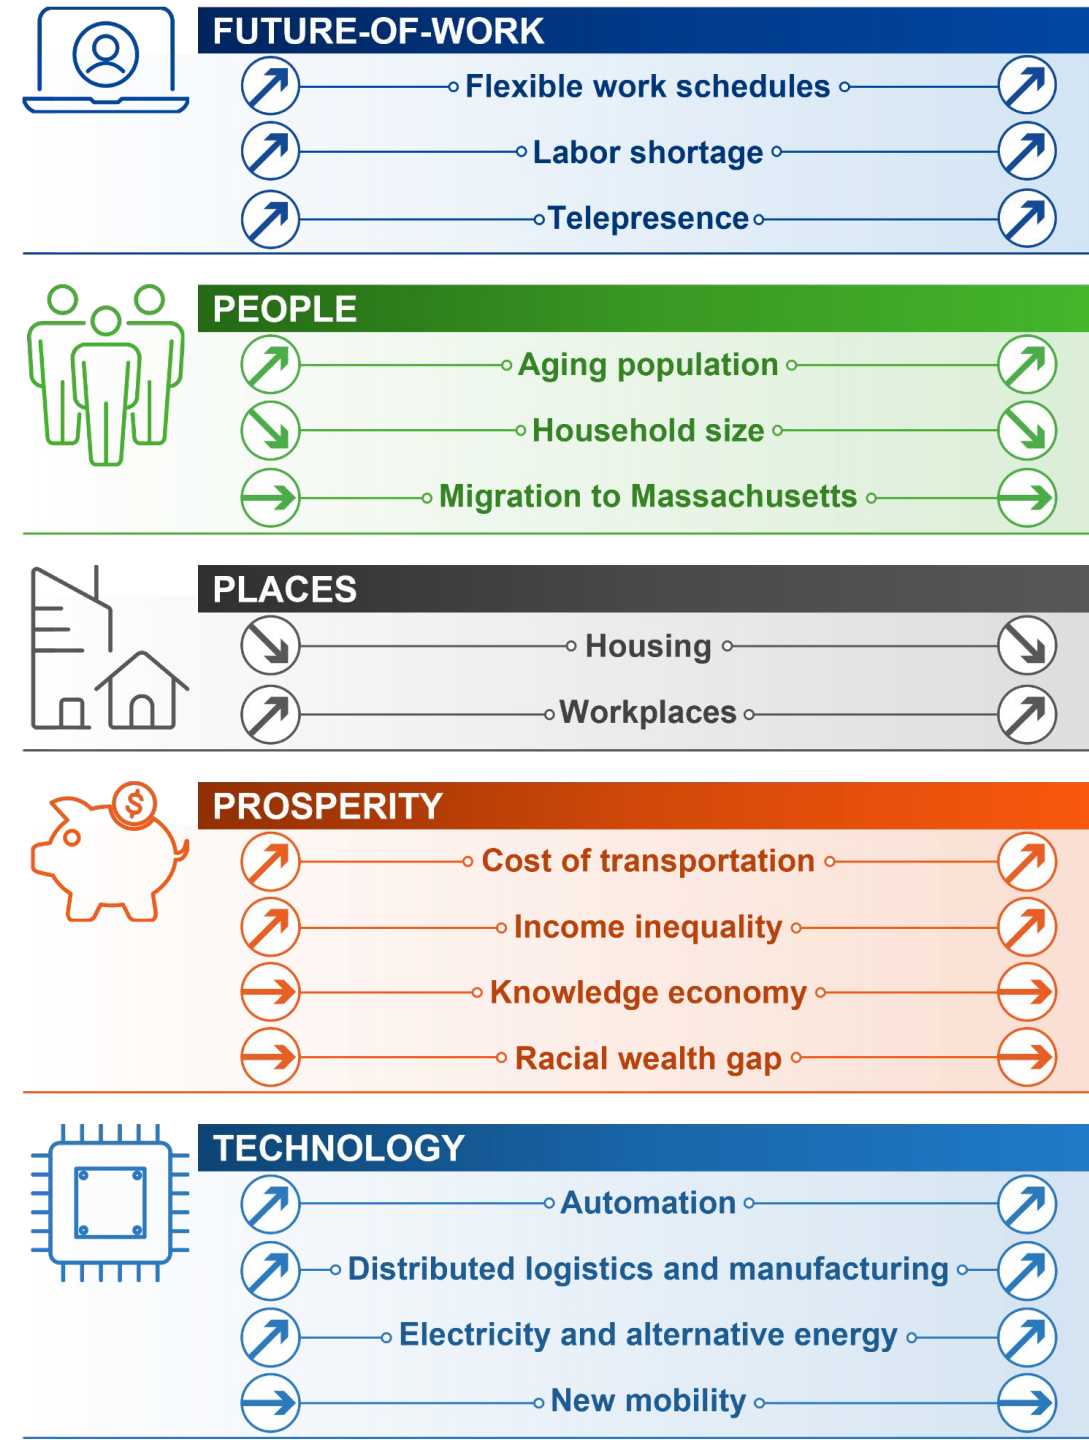 FUTURE-OF-WORK
Flexible work schedules
Labor shortage
Telepresence
PEOPLE
Aging population
Household size
Migration to Massachusetts
PLACES
Housing
Workplaces
$
PROSPERITY
Cost of transportation
Income inequality
Knowledge economy
Racial wealth gap
TECHNOLOGY
Automation
Distributed logistics and manufacturing
Electricity and alternative energy
New mobility